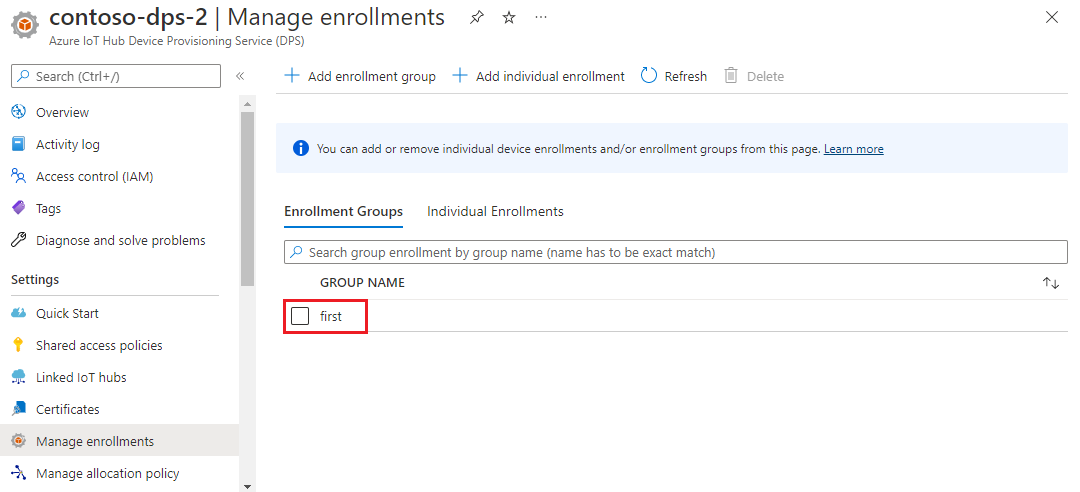 contoso-dps-2 | Manage enrollments
Azure IoT Hub Device Provisioning Service (DPS)
Search (Ctrl+/)
Overview
Activity log
Access control (IAM)
Tags
Diagnose and solve problems
Settings
Quick Start
Shared access policies
Linked IoT hubs
Certificates
Manage enrollments
Manage allocation policy
Add enrollment group Add individual enrollment Refresh Delete
You can add or remove individual device enrollments and/or enrollment groups from this page. Learn more
Enrollment Groups Individual Enrollments
Search group enrollment by group name (name has to be exact match)
GROUP NAME
first